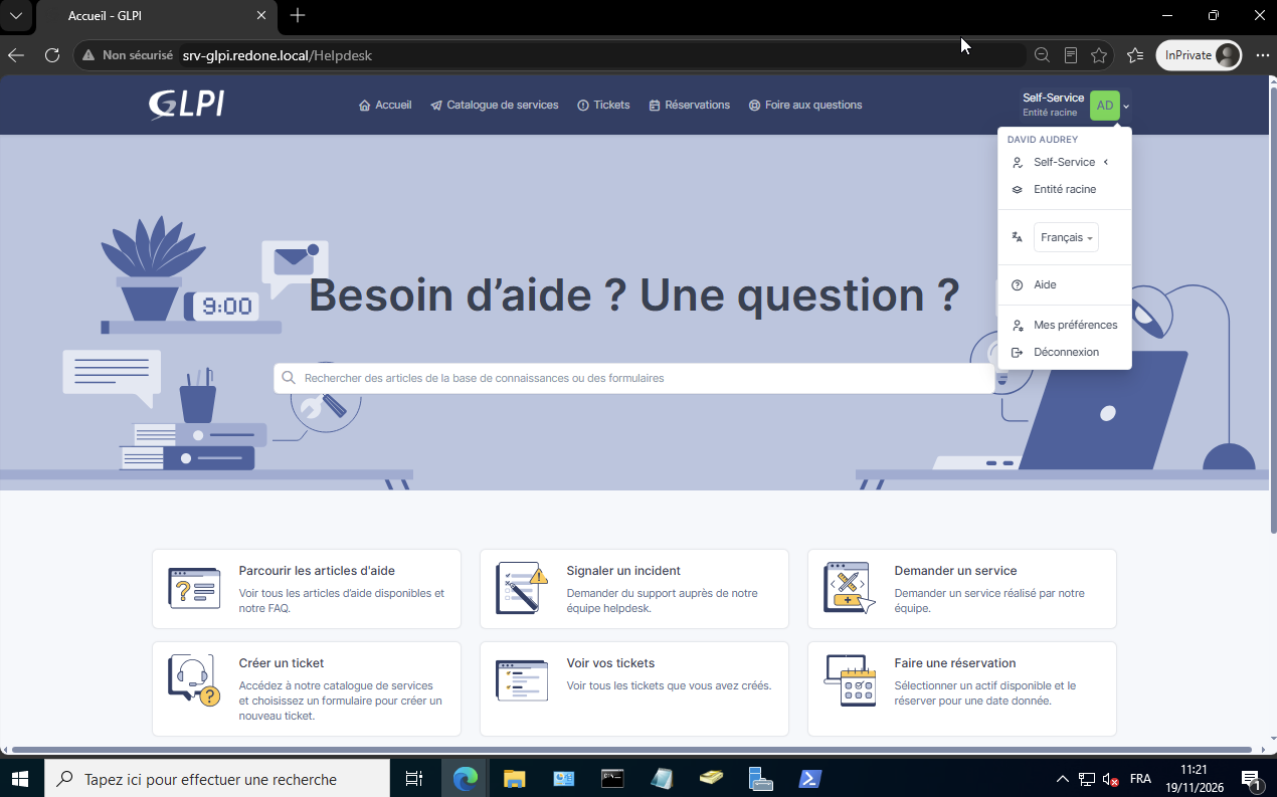 Accueil - GLPI
Non sécurisé
srv-glpi.redone.local/Helpdesk
InPrivate
GLPI
Accueil
Catalogue de services
Tickets
Réservations
Foire aux questions
Self-Service
Entité racine
AD
DAVID AUDREY
Self-Service
Entité racine
Français
Aide
Mes préférences
Déconnexion
9:00
Besoin d’aide ? Une question ?
Rechercher des articles de la base de connaissances ou des formulaires
Parcourir les articles d'aide
Voir tous les articles d'aide disponibles et
notre FAQ.
Signaler un incident
Demander du support auprès de notre
équipe helpdesk.
Demander un service
Demander un service réalisé par notre
équipe.
Créer un ticket
Accédez à notre catalogue de services
et choisissez un formulaire pour créer un
nouveau ticket.
Voir vos tickets
Voir tous les tickets que vous avez créés.
Faire une réservation
Sélectionner un actif disponible et le
réserver pour une date donnée.
Tapez ici pour effectuer une recherche
FRA
11:21
19/11/2026
1